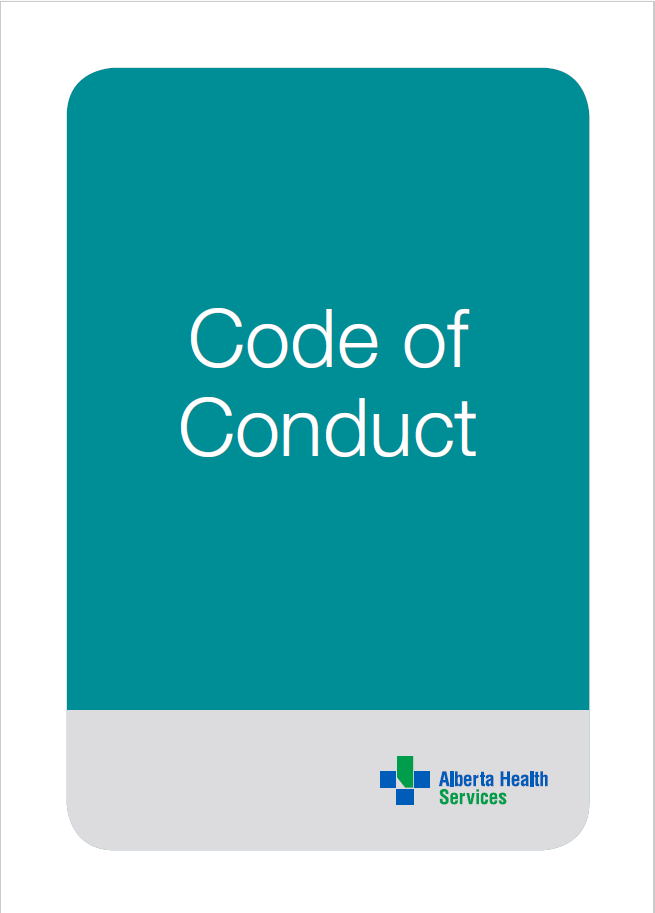 Code of
Conduct
Alberta Health
Services